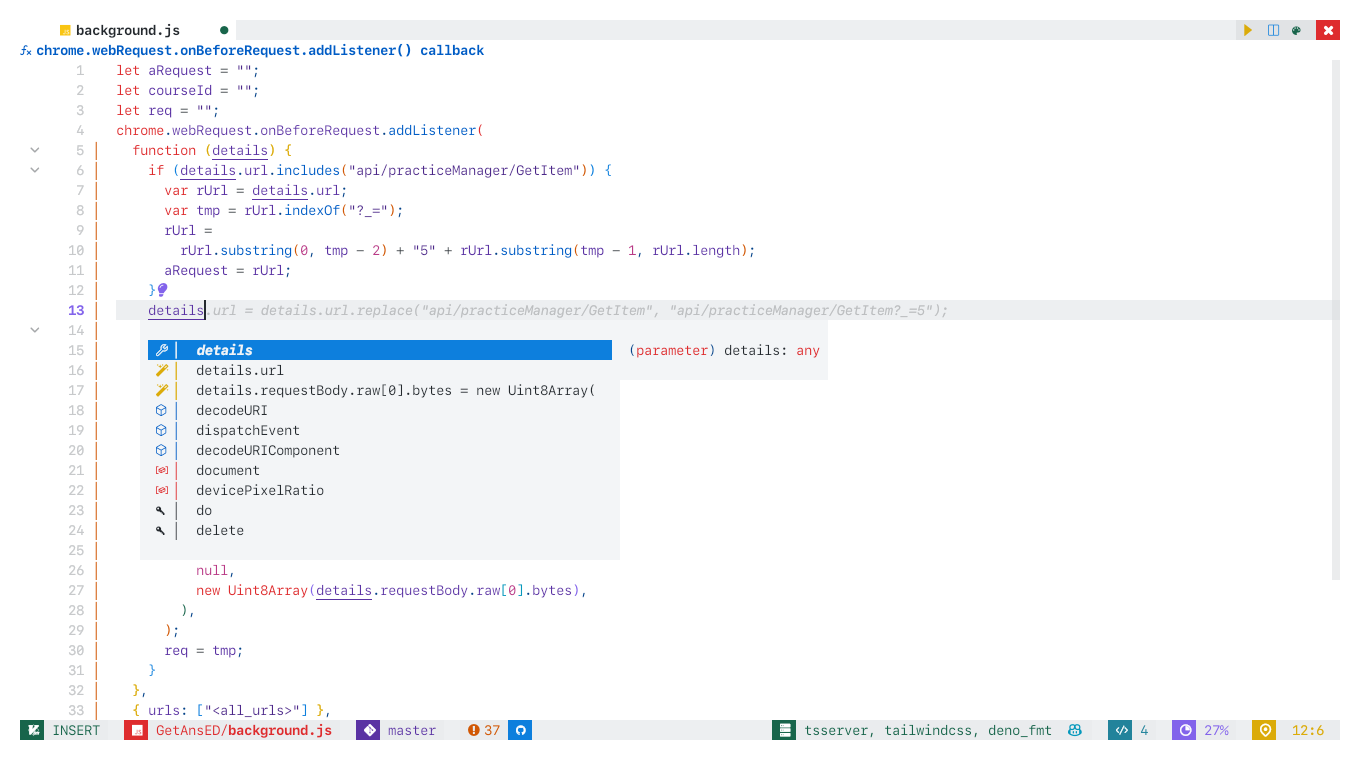 background.js
fx chrome.webRequest.onBeforeRequest.addListener() callback
1 let aRequest = "";
2 let courseId = "";
3 let req = "";
4 chrome.webRequest.onBeforeRequest.addListener(
5 function (details) {
6 if (details.url.includes("api/practiceManager/GetItem")) {
7 var rUrl = details.url;
8 var tmp = rUrl.indexOf("?_=");
9 rUrl =
10 rUrl.substring(0, tmp - 2) + "5" + rUrl.substring(tmp - 1, rUrl.length);
11 aRequest = rUrl;
12 }
13 details.url = details.url.replace("api/practiceManager/GetItem", "api/practiceManager/GetItem?_=5");
14
15 details (parameter) details: any
16 details.url
17 details.requestBody.raw[0].bytes = new Uint8Array(
18 decodeURI
19 dispatchEvent
20 decodeURIComponent
21 document
22 devicePixelRatio
23 do
24 delete
25
26 null,
27 new Uint8Array(details.requestBody.raw[0].bytes),
28 ),
29 );
30 req = tmp;
31 }
32 },
33 { urls: ["<all_urls>"] },
INSERT JS GetAnsED/background.js master 37 tsserver, tailwindcss, deno_fmt 4 27% 12:6